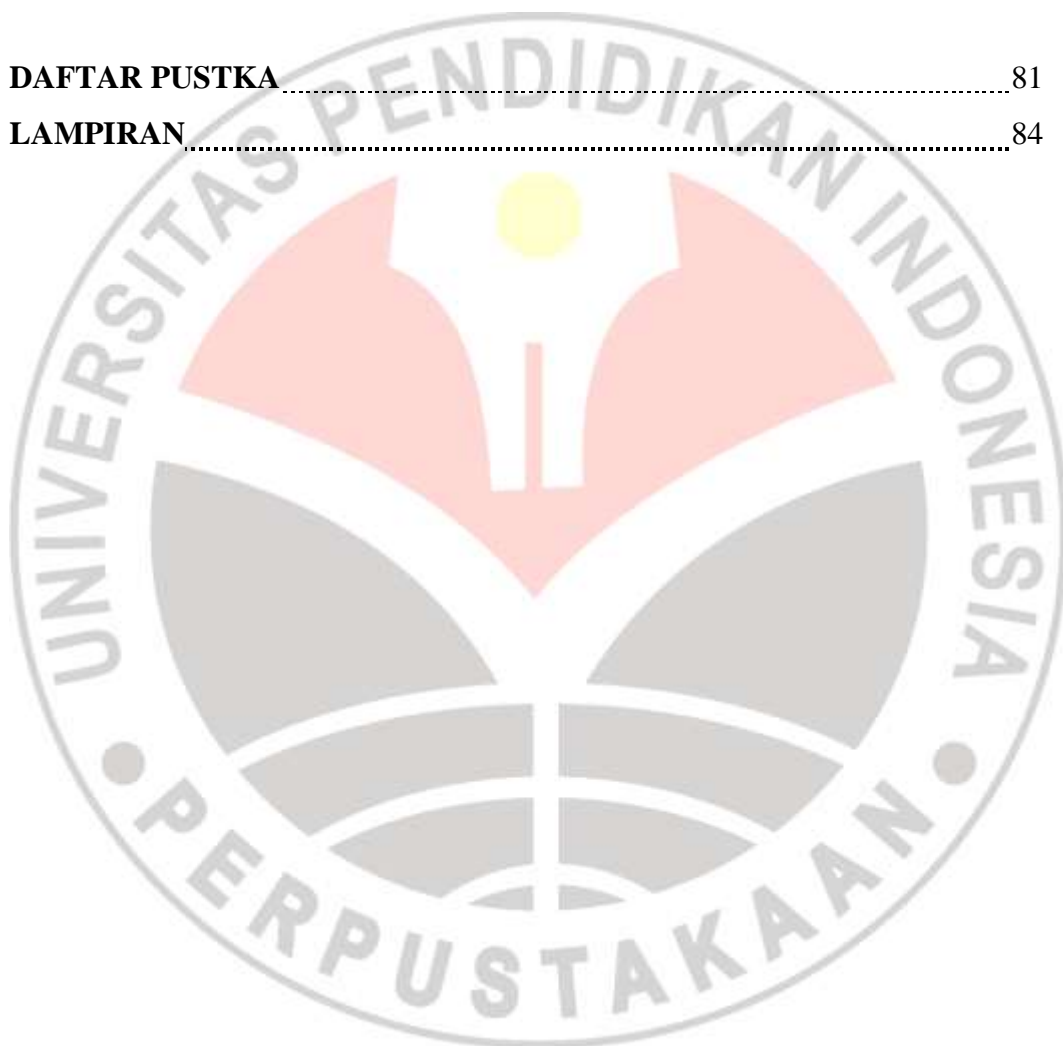 DAFTAR PUSTKA 81
LAMPIRAN 84
UNIVERSITAS PENDIDIKAN INDONESIA
PERPUSTAKAAN